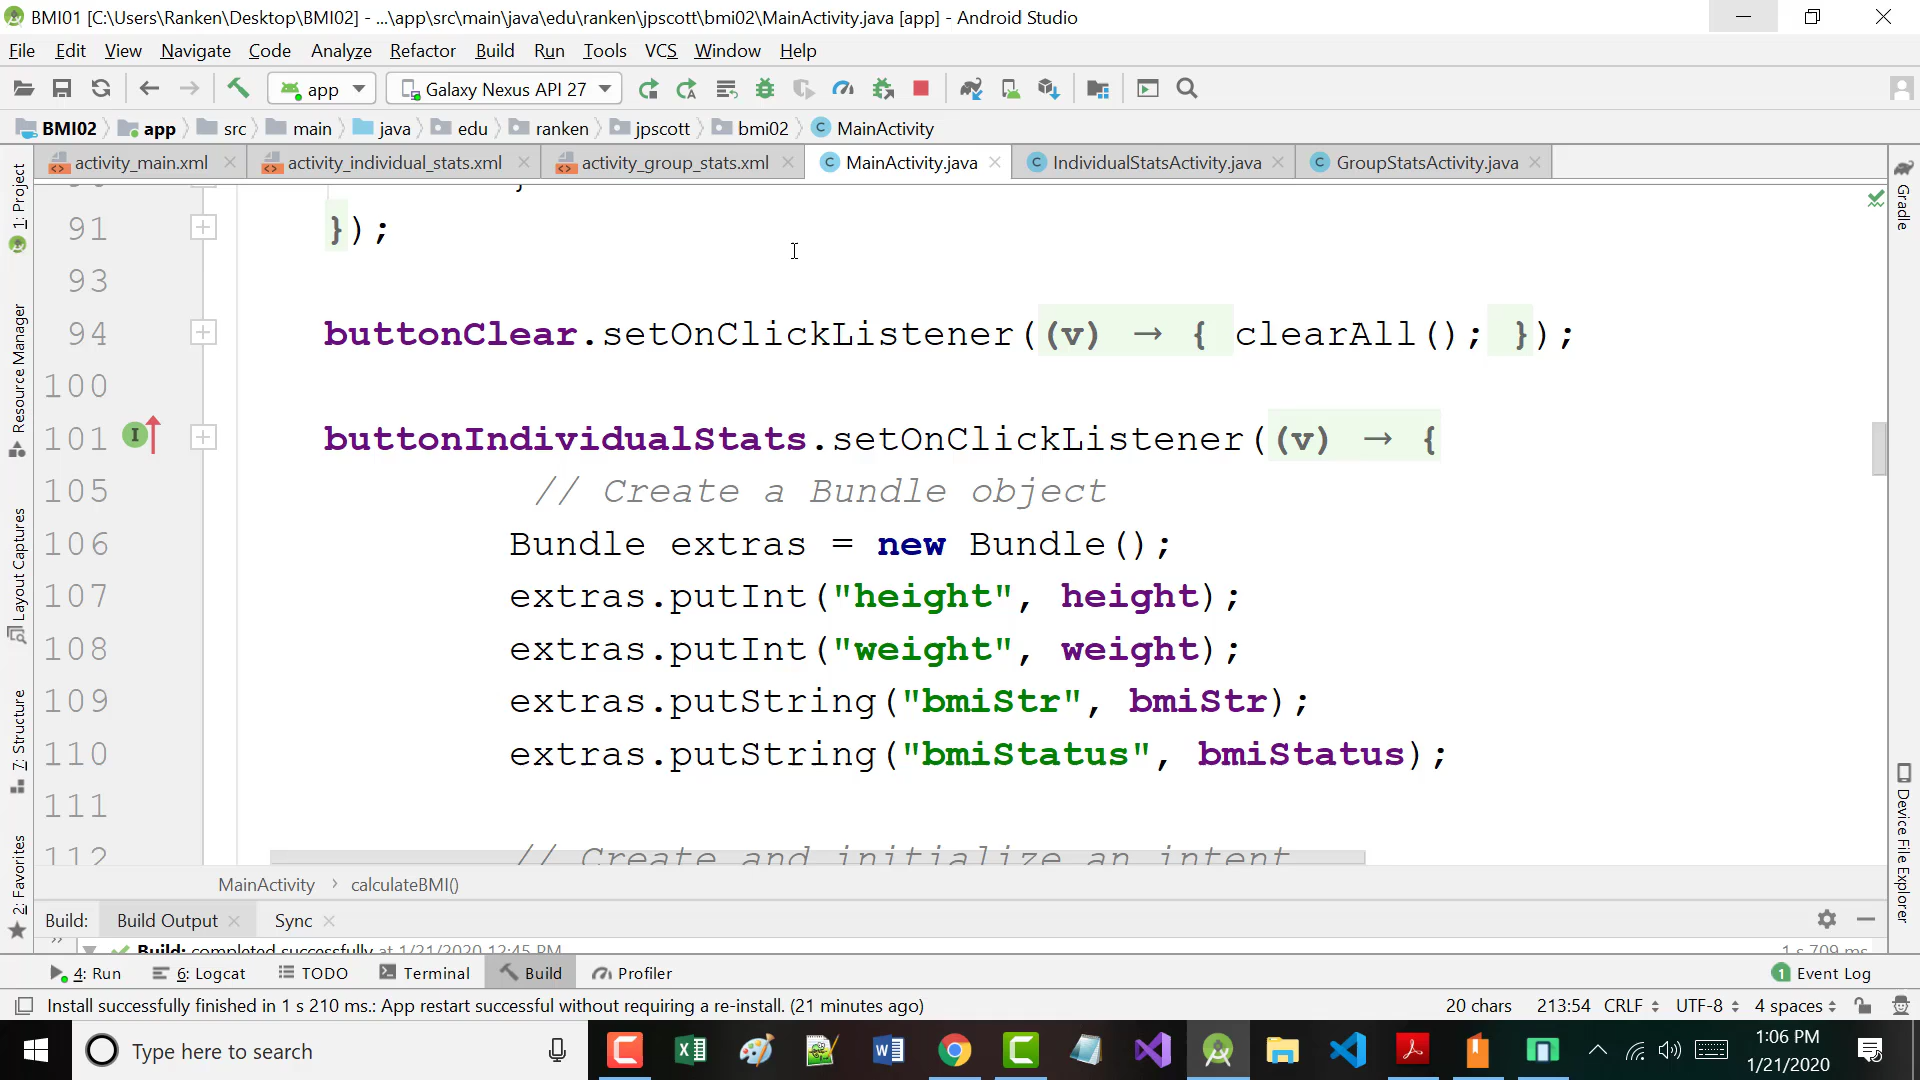 BMI01 [C:\Users\Ranken\Desktop\BMI02] - ...\app\src\main\java\edu\ranken\jpscott\bmi02\MainActivity.java [app] - Android Studio
File Edit View Navigate Code Analyze Refactor Build Run Tools VCS Window Help
app Galaxy Nexus API 27
BMI02 app src main java edu ranken jpscott bmi02 MainActivity
activity_main.xml activity_individual_stats.xml activity_group_stats.xml MainActivity.java IndividualStatsActivity.java GroupStatsActivity.java
1: Project
Resource Manager
Layout Captures
7: Structure
2: Favorites
Gradle
Device File Explorer
91 });
93
94 buttonClear.setOnClickListener((v) → { clearAll(); });
100
101 buttonIndividualStats.setOnClickListener((v) → {
105 // Create a Bundle object
106 Bundle extras = new Bundle();
107 extras.putInt("height", height);
108 extras.putInt("weight", weight);
109 extras.putString("bmiStr", bmiStr);
110 extras.putString("bmiStatus", bmiStatus);
111
112 // Create and initialize an intent
MainActivity › calculateBMI()
Build: Build Output Sync
Build: completed successfully at 1/21/2020 12:45 PM 1 s 709 ms
4: Run 6: Logcat TODO Terminal Build Profiler 1 Event Log
Install successfully finished in 1 s 210 ms.: App restart successful without requiring a re-install. (21 minutes ago) 20 chars 213:54 CRLF UTF-8 4 spaces
Type here to search
1:06 PM
1/21/2020